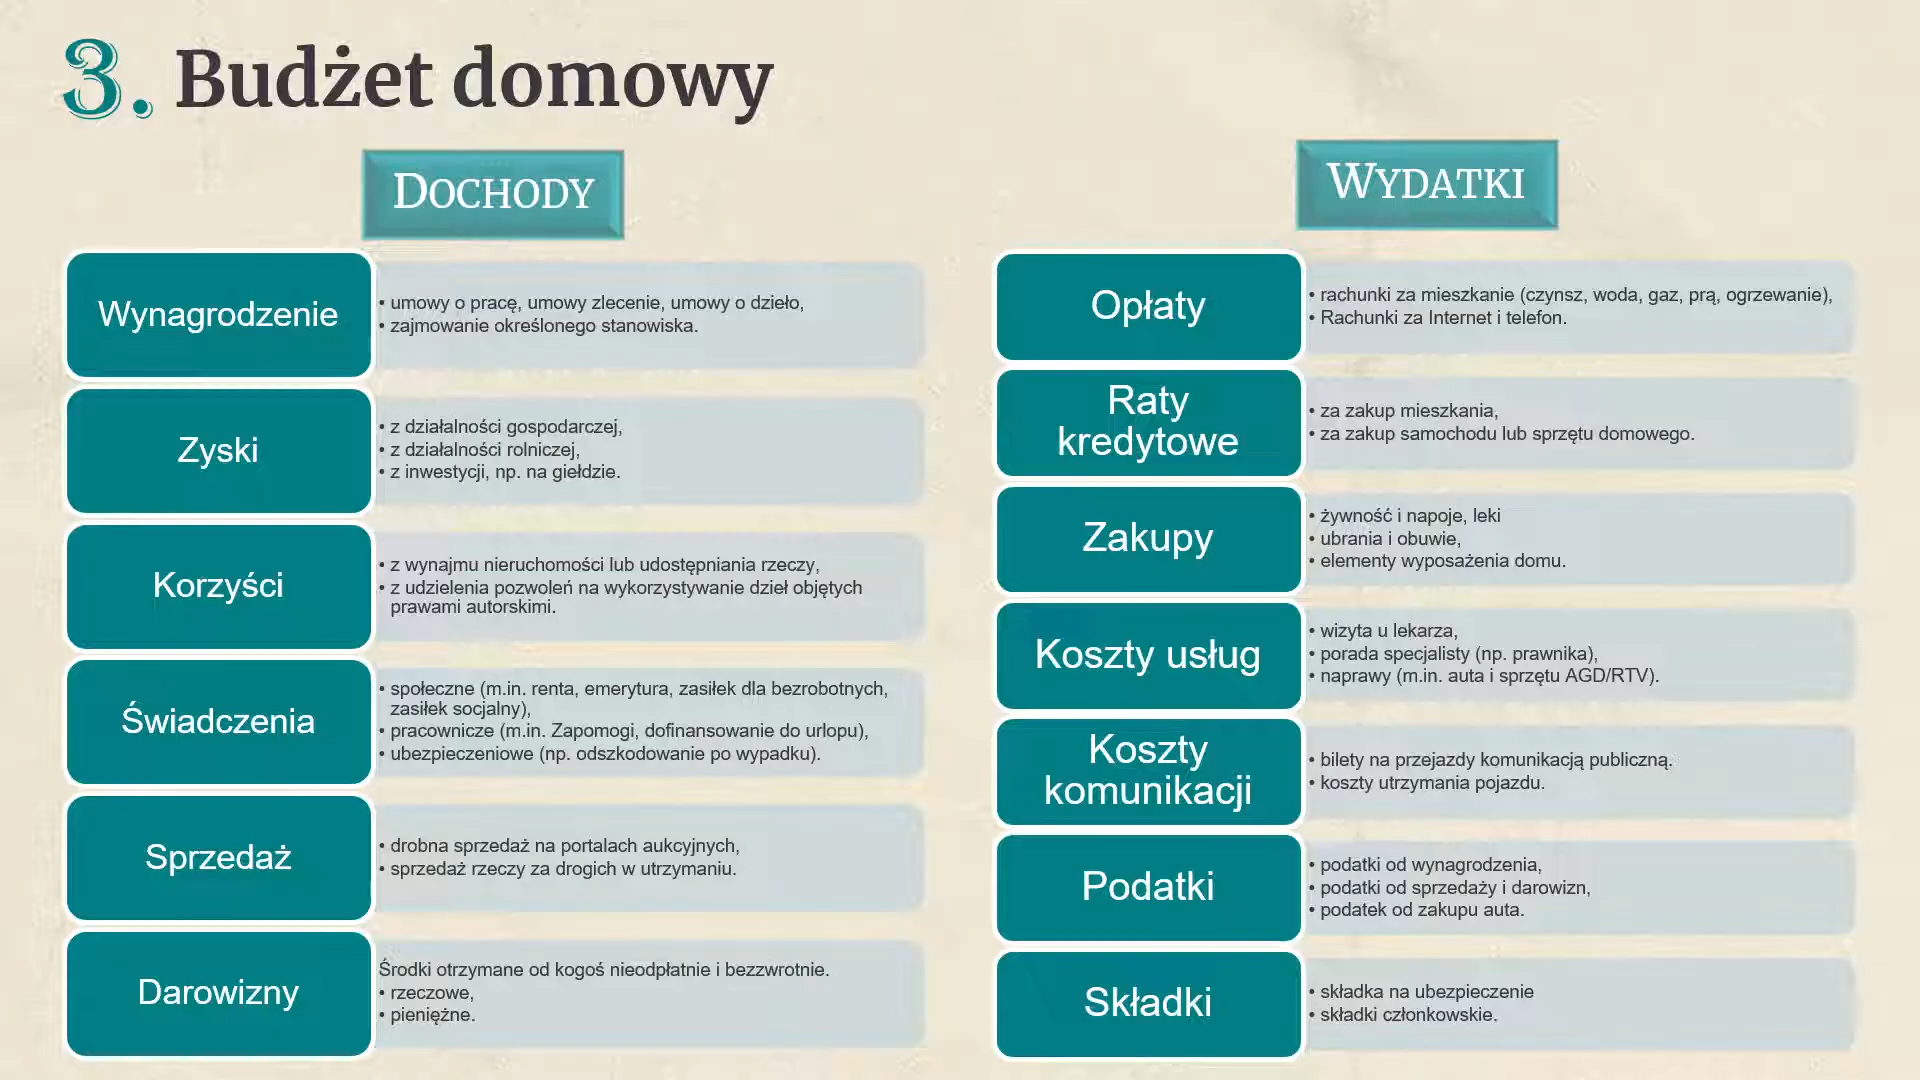 3. Budżet domowy
DOCHODY
Wynagrodzenie
• umowy o pracę, umowy zlecenie, umowy o dzieło,
• zajmowanie określonego stanowiska.
Zyski
• z działalności gospodarczej,
• z działalności rolniczej,
• z inwestycji, np. na giełdzie.
Korzyści
• z wynajmu nieruchomości lub udostępniania rzeczy,
• z udzielenia pozwoleń na wykorzystywanie dzieł objętych
prawami autorskimi.
Świadczenia
• społeczne (m.in. renta, emerytura, zasiłek dla bezrobotnych,
zasiłek socjalny),
• pracownicze (m.in. Zapomogi, dofinansowanie do urlopu),
• ubezpieczeniowe (np. odszkodowanie po wypadku).
Sprzedaż
• drobna sprzedaż na portalach aukcyjnych,
• sprzedaż rzeczy za drogich w utrzymaniu.
Darowizny
Środki otrzymane od kogoś nieodpłatnie i bezzwrotnie.
• rzeczowe,
• pieniężne.
WYDATKI
Opłaty
• rachunki za mieszkanie (czynsz, woda, gaz, prą, ogrzewanie),
• Rachunki za Internet i telefon.
Raty
kredytowe
• za zakup mieszkania,
• za zakup samochodu lub sprzętu domowego.
Zakupy
• żywność i napoje, leki
• ubrania i obuwie,
• elementy wyposażenia domu.
Koszty usług
• wizyta u lekarza,
• porada specjalisty (np. prawnika),
• naprawy (m.in. auta i sprzętu AGD/RTV).
Koszty
komunikacji
• bilety na przejazdy komunikacją publiczną.
• koszty utrzymania pojazdu.
Podatki
• podatki od wynagrodzenia,
• podatki od sprzedaży i darowizn,
• podatek od zakupu auta.
Składki
• składka na ubezpieczenie
• składki członkowskie.